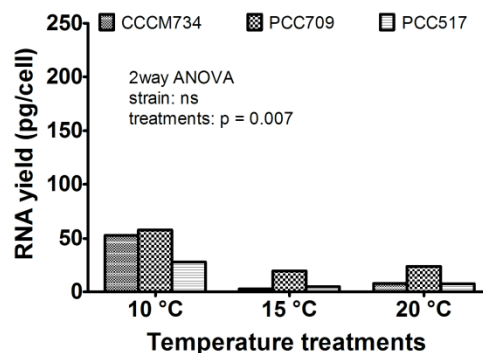 CCCM734 PCC709 PCC517
250
200
150
100
50
0
RNA yield (pg/cell)
2way ANOVA
strain: ns
treatments: p = 0.007
10 °C 15 °C 20 °C
Temperature treatments